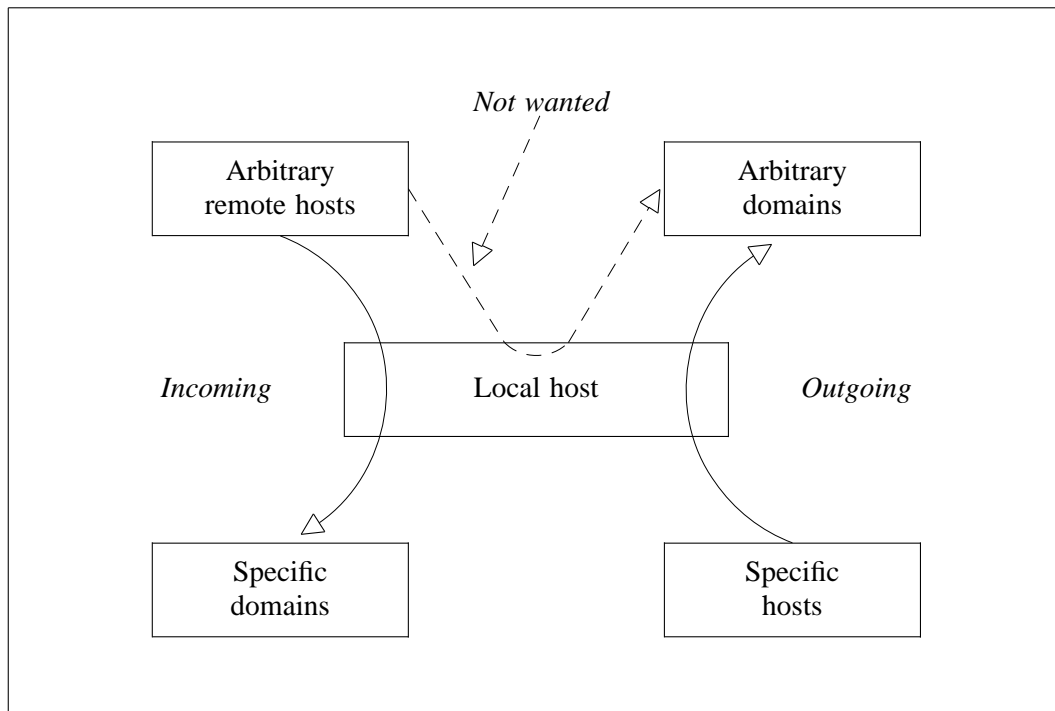 Not wanted
Arbitrary
remote hosts
Arbitrary
domains
Incoming
Local host
Outgoing
Specific
domains
Specific
hosts